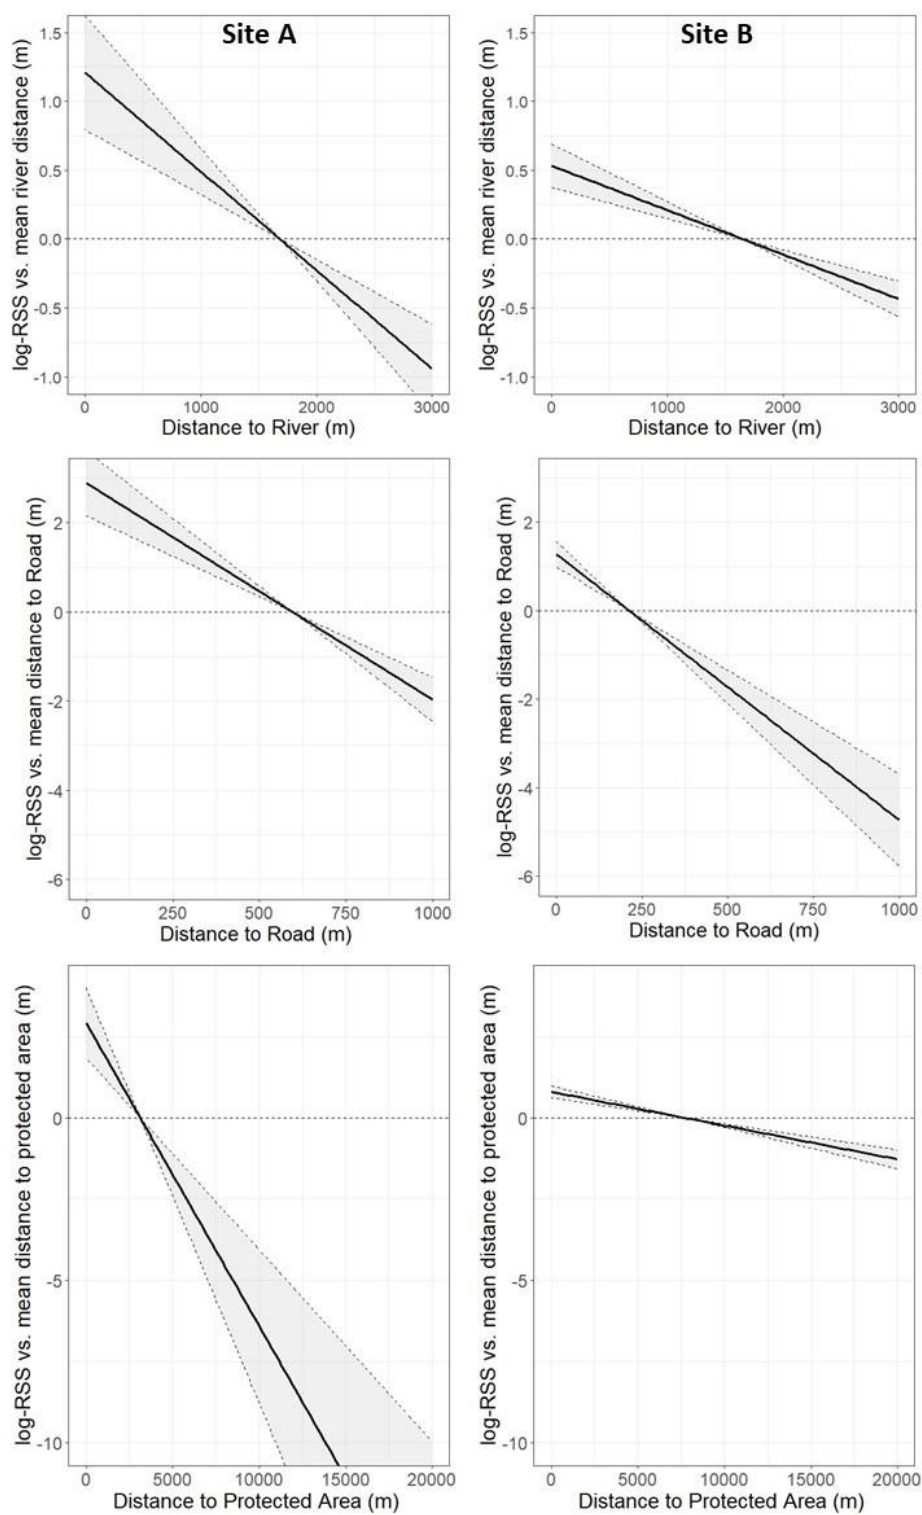 Site A
Site B
log-RSS vs. mean river distance (m)
1.5
1.0
0.5
0.0
-0.5
-1.0
0 1000 2000 3000
Distance to River (m)
log-RSS vs. mean river distance (m)
1.5
1.0
0.5
0.0
-0.5
-1.0
0 1000 2000 3000
Distance to River (m)
log-RSS vs. mean distance to Road (m)
2
0
-2
-4
-6
0 250 500 750 1000
Distance to Road (m)
log-RSS vs. mean distance to Road (m)
2
0
-2
-4
-6
0 250 500 750 1000
Distance to Road (m)
log-RSS vs. mean distance to protected area (m)
0
-5
-10
0 5000 10000 15000 20000
Distance to Protected Area (m)
log-RSS vs. mean distance to protected area (m)
0
-5
-10
0 5000 10000 15000 20000
Distance to Protected Area (m)